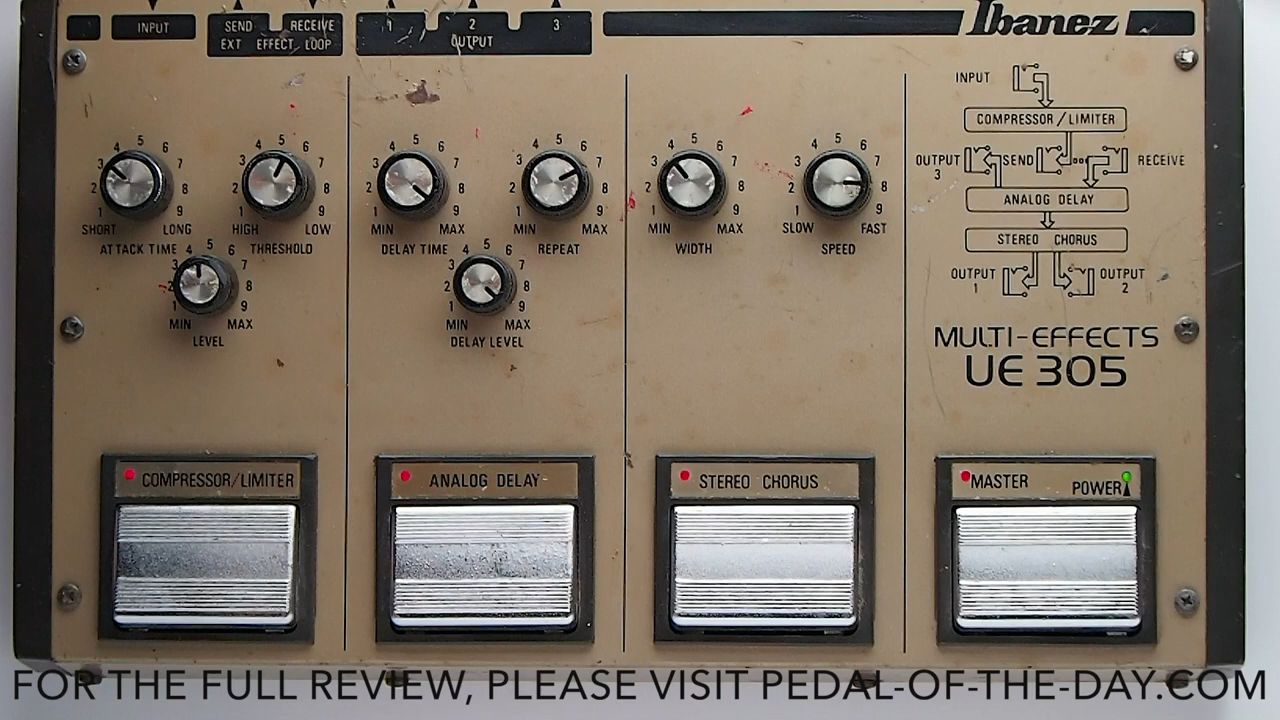 Ibanez
INPUT
SEND RECEIVE
EXT EFFECT LOOP
1 2 3
OUTPUT
INPUT
COMPRESSOR/LIMITER
OUTPUT 3
SEND
RECEIVE
ANALOG DELAY
STEREO CHORUS
OUTPUT 1
OUTPUT 2
1 2 3 4 5 6 7 8 9
SHORT LONG
ATTACK TIME
1 2 3 4 5 6 7 8 9
HIGH LOW
THRESHOLD
1 2 3 4 5 6 7 8 9
MIN MAX
LEVEL
1 2 3 4 5 6 7 8 9
MIN MAX
DELAY TIME
1 2 3 4 5 6 7 8 9
MIN MAX
REPEAT
1 2 3 4 5 6 7 8 9
MIN MAX
DELAY LEVEL
1 2 3 4 5 6 7 8 9
MIN MAX
WIDTH
1 2 3 4 5 6 7 8 9
SLOW FAST
SPEED
MULTI-EFFECTS
UE 305
COMPRESSOR/LIMITER
ANALOG DELAY
STEREO CHORUS
MASTER
POWER
FOR THE FULL REVIEW, PLEASE VISIT PEDAL-OF-THE-DAY.COM